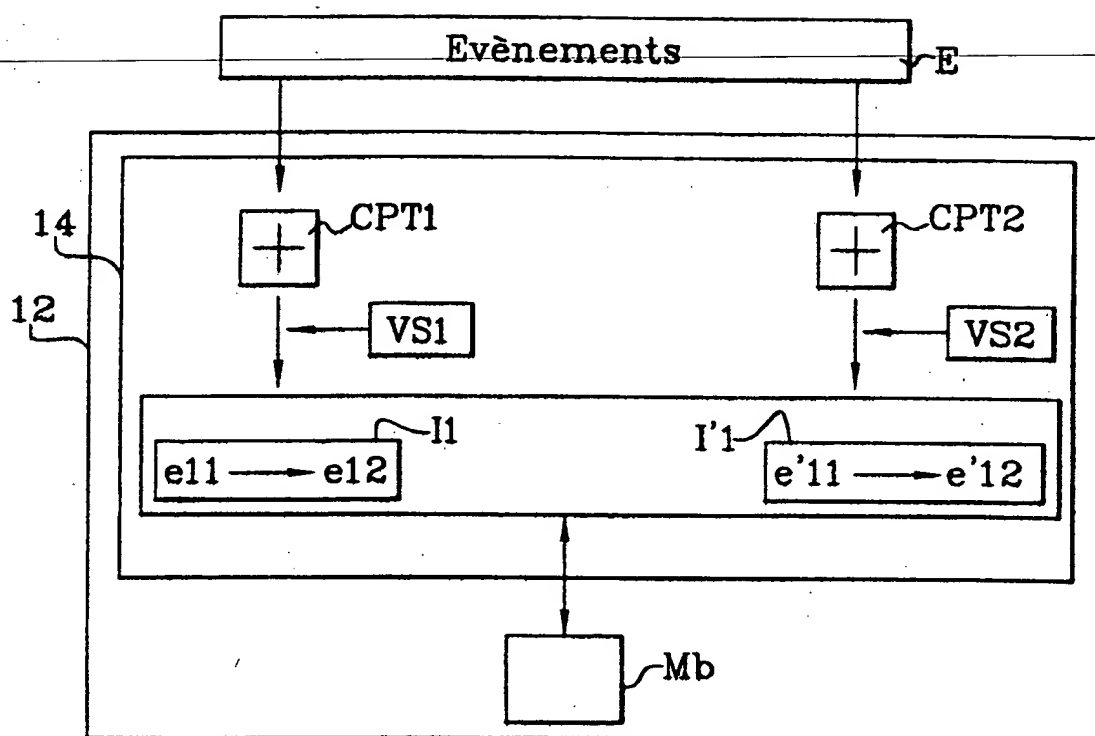 Evènements
E
CPT1
CPT2
14
12
VS1
VS2
I1
I'1
e11 e12
e'11 e'12
Mb